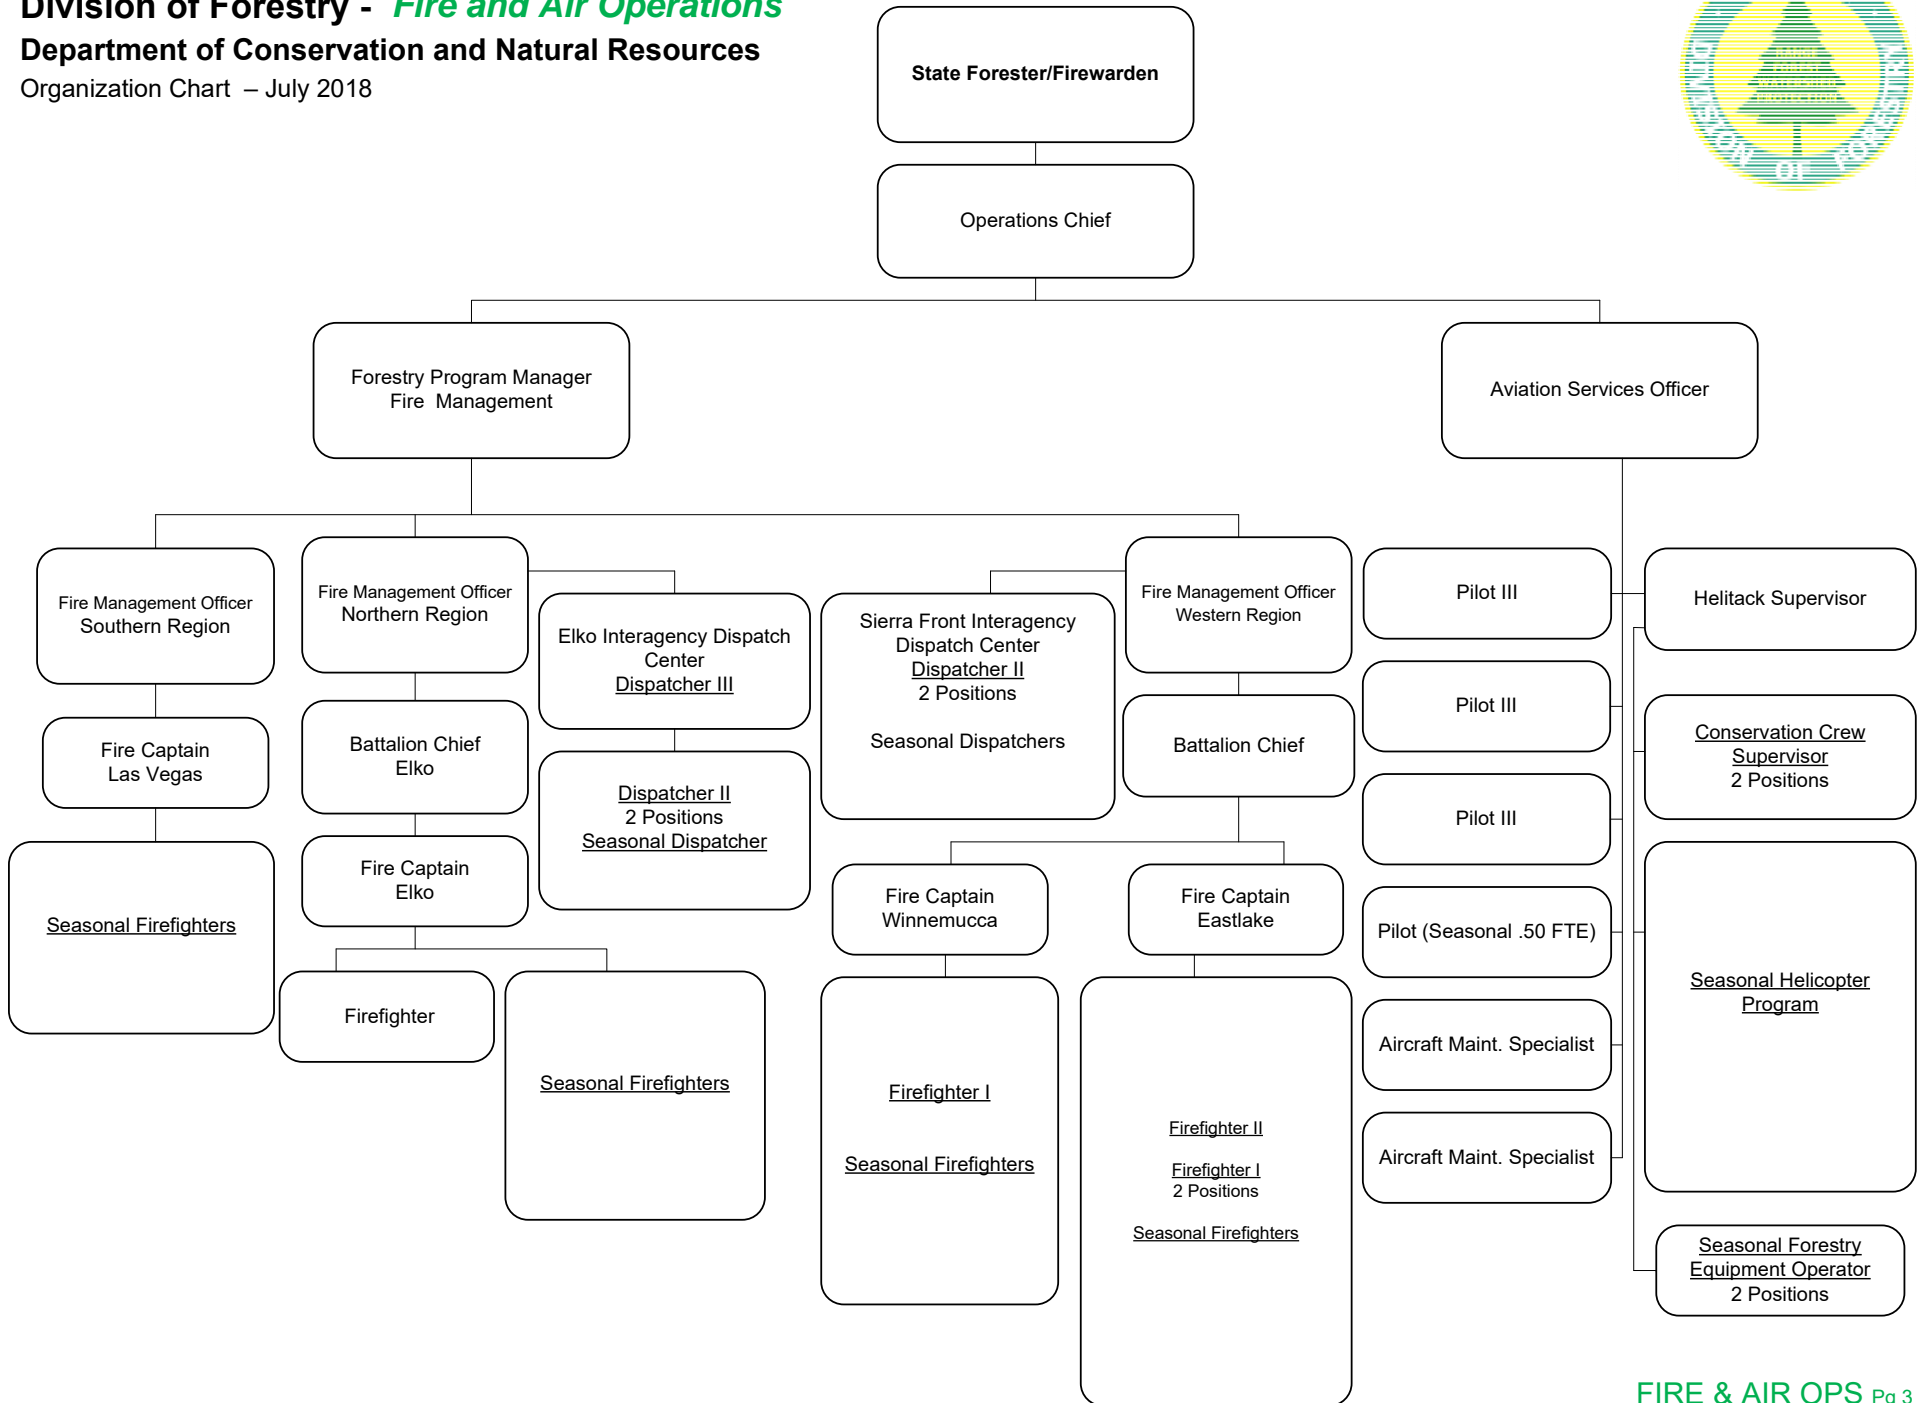 Division of Forestry - Fire and Air Operations
Department of Conservation and Natural Resources
Organization Chart – July 2018
DIVISION OF FORESTRY
State Forester/Firewarden
Operations Chief
Forestry Program Manager
Fire Management
Aviation Services Officer
Fire Management Officer
Southern Region
Fire Captain
Las Vegas
Seasonal Firefighters
Fire Management Officer
Northern Region
Battalion Chief
Elko
Fire Captain
Elko
Firefighter
Seasonal Firefighters
Elko Interagency Dispatch
Center
Dispatcher III
Dispatcher II
2 Positions
Seasonal Dispatcher
Sierra Front Interagency
Dispatch Center
Dispatcher II
2 Positions
Seasonal Dispatchers
Fire Management Officer
Western Region
Battalion Chief
Fire Captain
Winnemucca
Firefighter I
Seasonal Firefighters
Fire Captain
Eastlake
Firefighter II
Firefighter I
2 Positions
Seasonal Firefighters
Pilot III
Pilot III
Pilot III
Pilot (Seasonal .50 FTE)
Aircraft Maint. Specialist
Aircraft Maint. Specialist
Helitack Supervisor
Conservation Crew
Supervisor
2 Positions
Seasonal Helicopter
Program
Seasonal Forestry
Equipment Operator
2 Positions
FIRE & AIR OPS Pg 3